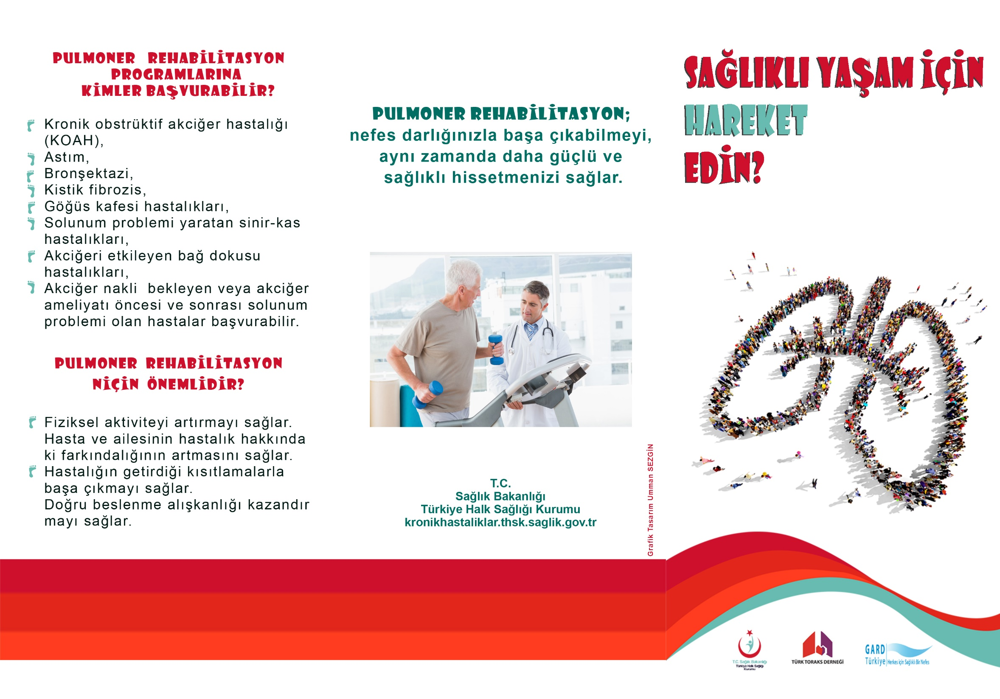 PULMONER REHABİLİTASYON
PROGRAMLARINA
KİMLER BAŞVURABİLİR?
Kronik obstrüktif akciğer hastalığı
(KOAH),
Astım,
Bronşektazi,
Kistik fibrozis,
Göğüs kafesi hastalıkları,
Solunum problemi yaratan sinir-kas
hastalıkları,
Akciğeri etkileyen bağ dokusu
hastalıkları,
Akciğer nakli bekleyen veya akciğer
ameliyatı öncesi ve sonrası solunum
problemi olan hastalar başvurabilir.
PULMONER REHABİLİTASYON
NİÇİN ÖNEMLİDİR?
Fiziksel aktiviteyi artırmayı sağlar.
Hasta ve ailesinin hastalık hakkında
ki farkındalığının artmasını sağlar.
Hastalığın getirdiği kısıtlamalarla
başa çıkmayı sağlar.
Doğru beslenme alışkanlığı kazandır
mayı sağlar.
PULMONER REHABİLİTASYON;
nefes darlığınızla başa çıkabilmeyi,
aynı zamanda daha güçlü ve
sağlıklı hissetmenizi sağlar.
T.C.
Sağlık Bakanlığı
Türkiye Halk Sağlığı Kurumu
kronikhastaliklar.thsk.saglik.gov.tr
Grafik Tasarım Umman SEZGİN
SAĞLIKLI YAŞAM İÇİN
HAREKET
EDİN?
T.C. Sağlık Bakanlığı
Türkiye Halk Sağlığı
Kurumu
TÜRK TORAKS DERNEĞİ
GARD
Türkiye
Herkes için Sağlıklı Bir Nefes